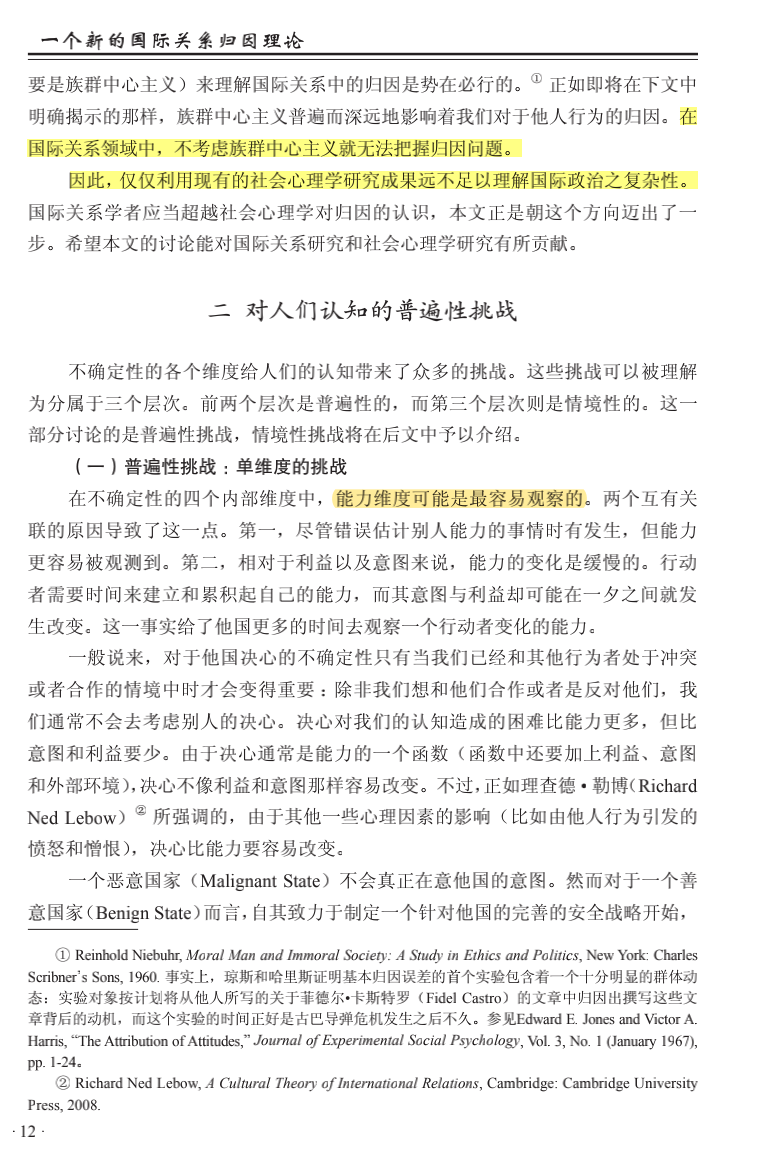 一个新的国际关系归因理论
要是族群中心主义）来理解国际关系中的归因是势在必行的。① 正如即将在下文中
明确揭示的那样，族群中心主义普遍而深远地影响着我们对于他人行为的归因。在
国际关系领域中，不考虑族群中心主义就无法把握归因问题。
因此，仅仅利用现有的社会心理学研究成果远不足以理解国际政治之复杂性。
国际关系学者应当超越社会心理学对归因的认识，本文正是朝这个方向迈出了一
步。希望本文的讨论能对国际关系研究和社会心理学研究有所贡献。
二 对人们认知的普遍性挑战
不确定性的各个维度给人们的认知带来了众多的挑战。这些挑战可以被理解
为分属于三个层次。前两个层次是普遍性的，而第三个层次则是情境性的。这一
部分讨论的是普遍性挑战，情境性挑战将在后文中予以介绍。
（一）普遍性挑战：单维度的挑战
在不确定性的四个内部维度中，能力维度可能是最容易观察的。两个互有关
联的原因导致了这一点。第一，尽管错误估计别人能力的事情时有发生，但能力
更容易被观测到。第二，相对于利益以及意图来说，能力的变化是缓慢的。行动
者需要时间来建立和累积起自己的能力，而其意图与利益却可能在一夕之间就发
生改变。这一事实给了他国更多的时间去观察一个行动者变化的能力。
一般说来，对于他国决心的不确定性只有当我们已经和其他行为者处于冲突
或者合作的情境中时才会变得重要：除非我们想和他们合作或者是反对他们，我
们通常不会去考虑别人的决心。决心对我们的认知造成的困难比能力更多，但比
意图和利益要少。由于决心通常是能力的一个函数（函数中还要加上利益、意图
和外部环境），决心不像利益和意图那样容易改变。不过，正如理查德·勒博（Richard
Ned Lebow）② 所强调的，由于其他一些心理因素的影响（比如由他人行为引发的
愤怒和憎恨），决心比能力要容易改变。
一个恶意国家（Malignant State）不会真正在意他国的意图。然而对于一个善
意国家（Benign State）而言，自其致力于制定一个针对他国的完善的安全战略开始，
① Reinhold Niebuhr, Moral Man and Immoral Society: A Study in Ethics and Politics, New York: Charles
Scribner's Sons, 1960. 事实上，琼斯和哈里斯证明基本归因误差的首个实验包含着一个十分明显的群体动
态：实验对象按计划将从他人所写的关于菲德尔•卡斯特罗（Fidel Castro）的文章中归因出撰写这些文
章背后的动机，而这个实验的时间正好是古巴导弹危机发生之后不久。参见Edward E. Jones and Victor A.
Harris, “The Attribution of Attitudes,” Journal of Experimental Social Psychology, Vol. 3, No. 1 (January 1967),
pp. 1-24。
② Richard Ned Lebow, A Cultural Theory of International Relations, Cambridge: Cambridge University
Press, 2008.
· 12 ·